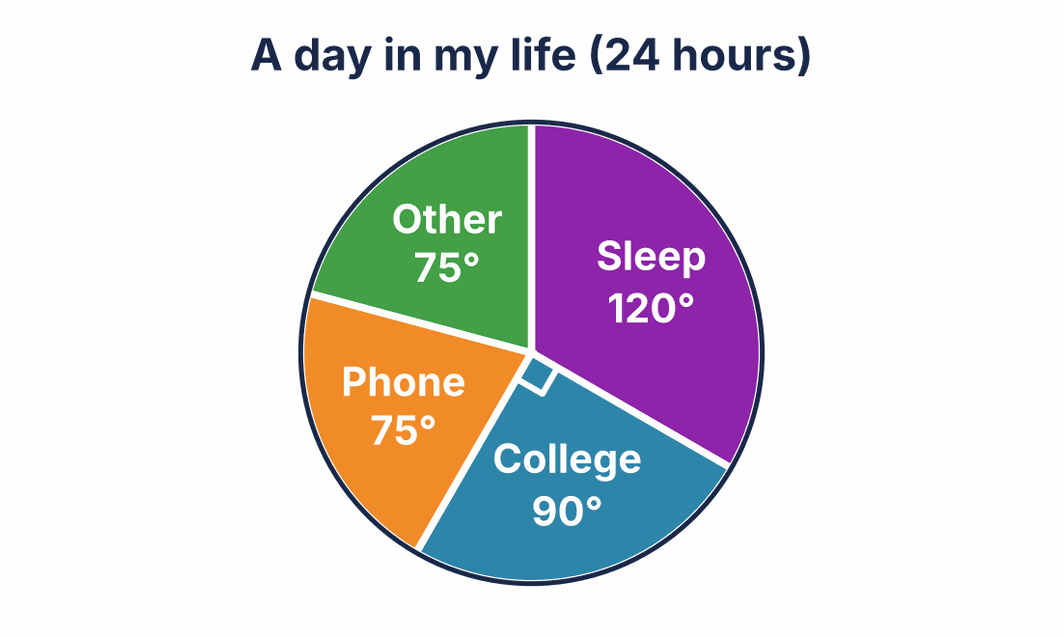 A day in my life (24 hours)
Other
75°
Sleep
120°
Phone
75°
College
90°